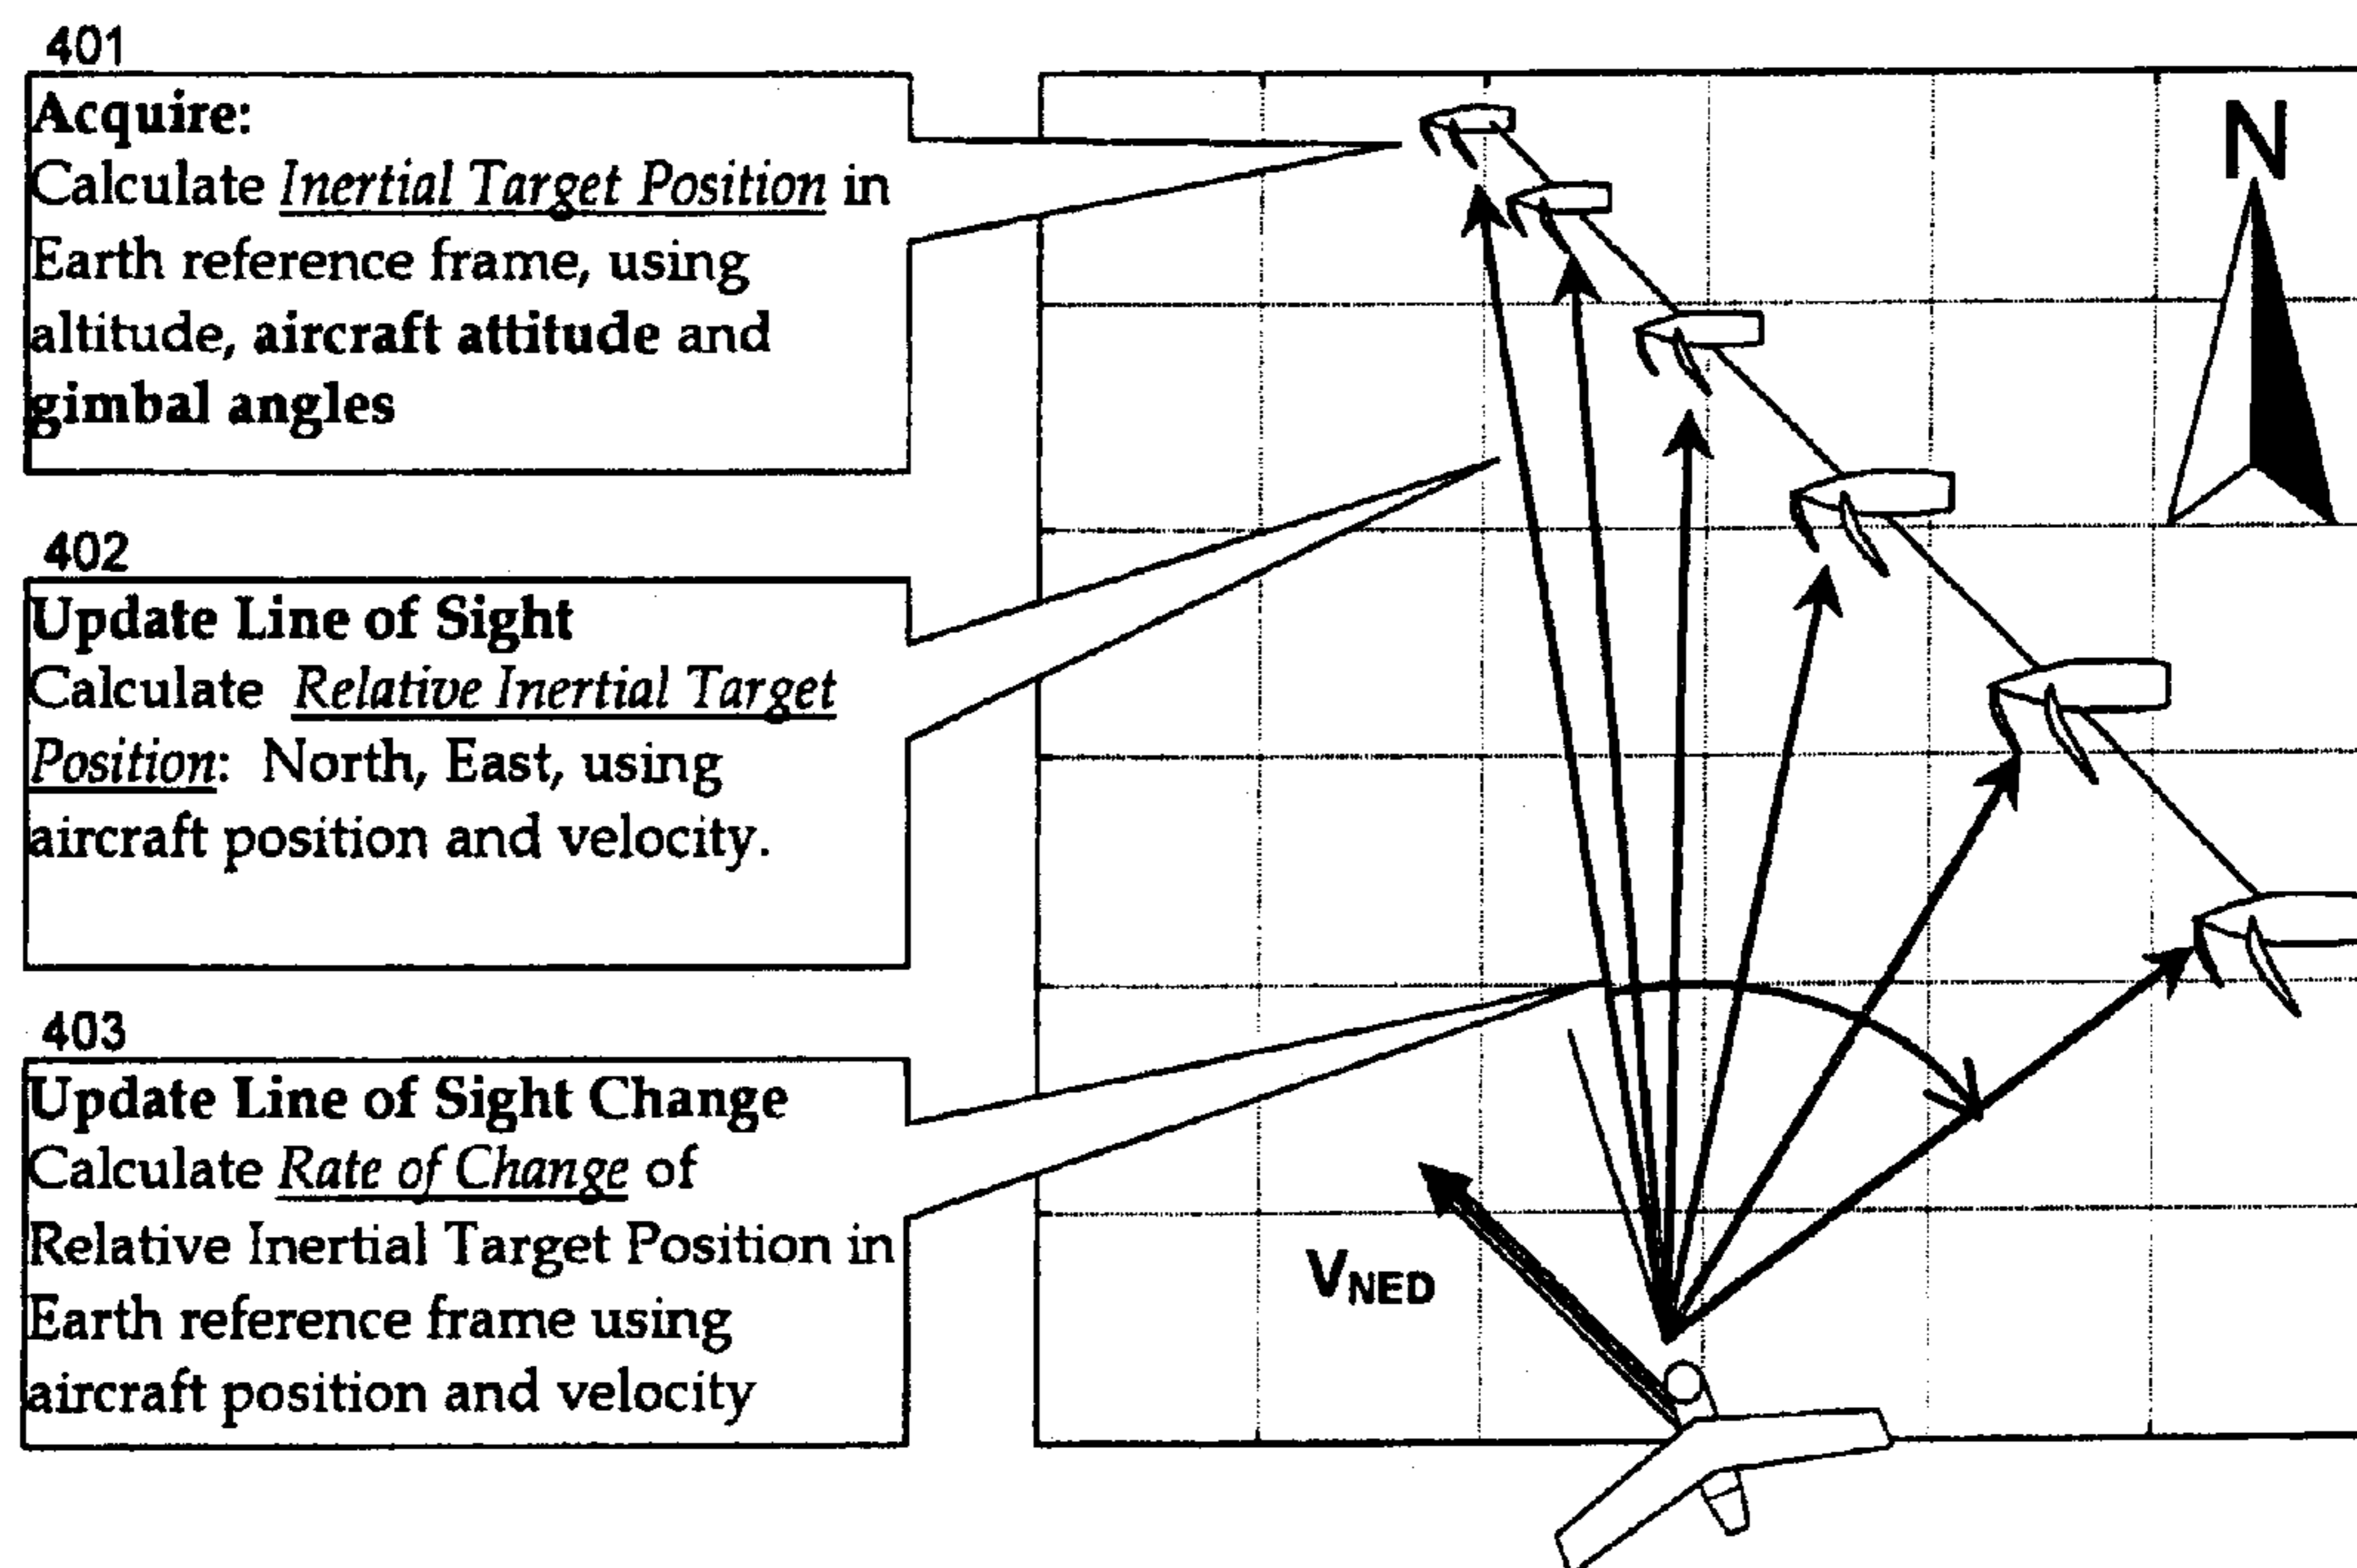 401
Acquire:
Calculate Inertial Target Position in
Earth reference frame, using
altitude, aircraft attitude and
gimbal angles
402
Update Line of Sight
Calculate Relative Inertial Target
Position: North, East, using
aircraft position and velocity.
403
Update Line of Sight Change
Calculate Rate of Change of
Relative Inertial Target Position in
Earth reference frame using
aircraft position and velocity
N
VNED